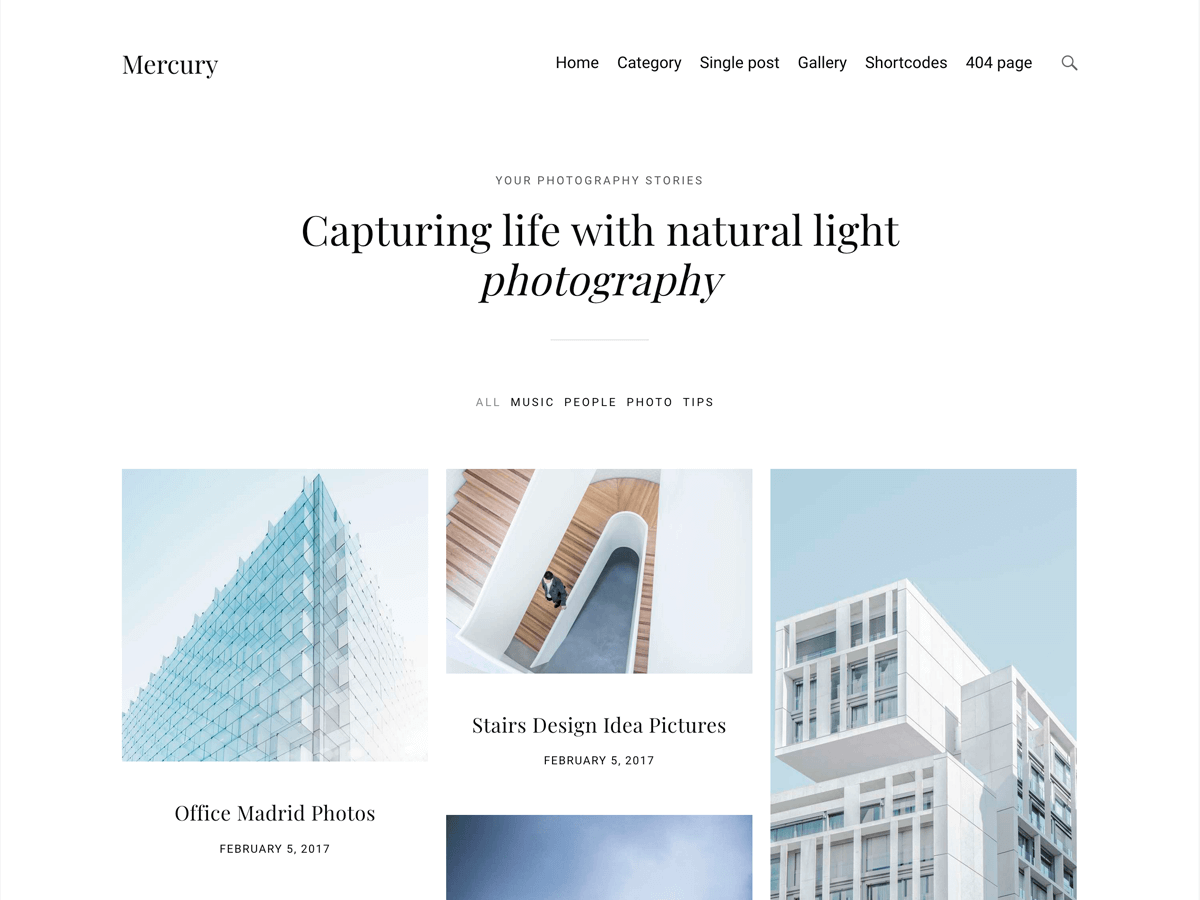 Mercury
Home Category Single post Gallery Shortcodes 404 page
YOUR PHOTOGRAPHY STORIES
Capturing life with natural light
photography
ALL MUSIC PEOPLE PHOTO TIPS
Stairs Design Idea Pictures
FEBRUARY 5, 2017
Office Madrid Photos
FEBRUARY 5, 2017